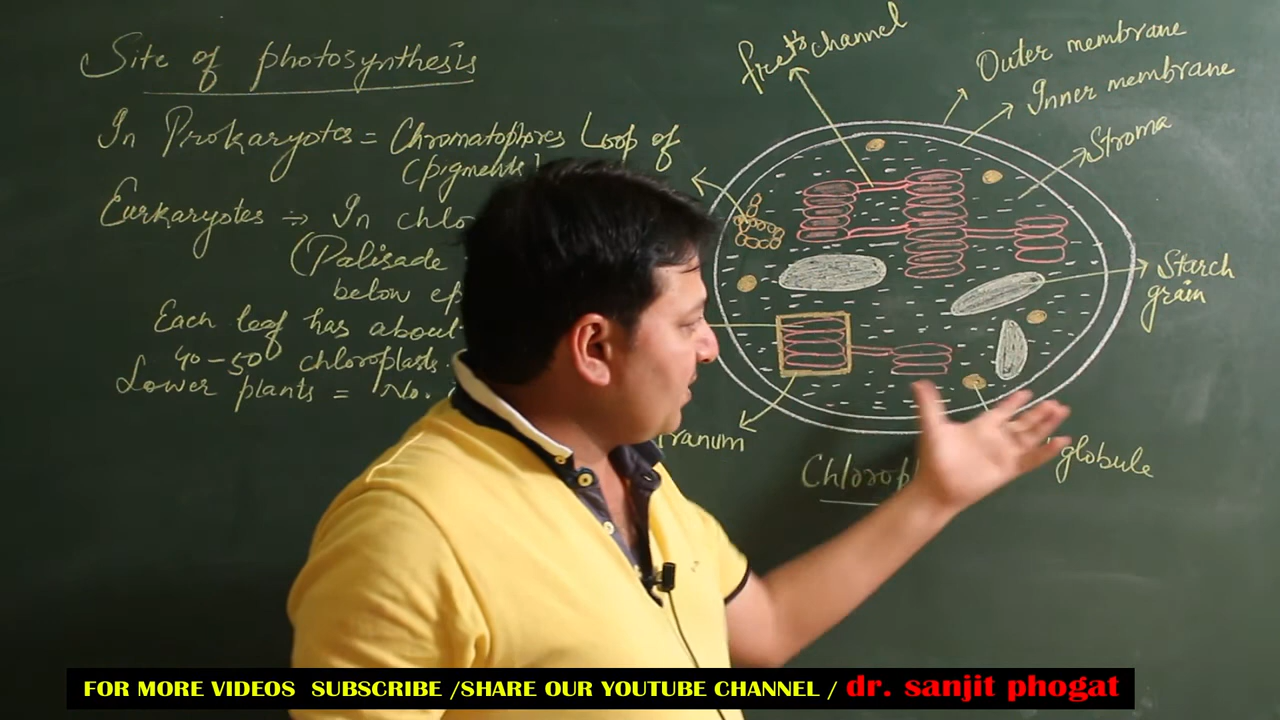 Site of photosynthesis
In Prokaryotes = Chromatophores Loop of
(pigments)
Eurkaryotes ÷ In chlo
(Palisade
below ep
Each leaf has about
40-50 chloroplasts.
Lower plants = No.
fret's channel
Outer membrane
Inner membrane
Stroma
Starch
grain
ranum
globule
Chlorop
FOR MORE VIDEOS SUBSCRIBE /SHARE OUR YOUTUBE CHANNEL / dr. sanjit phogat